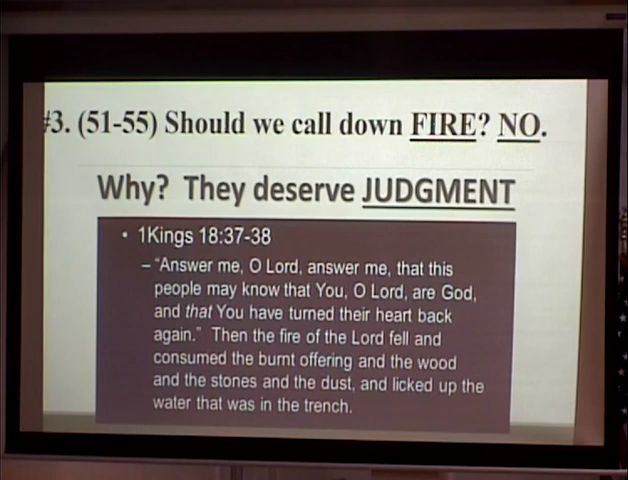 #3. (51-55) Should we call down FIRE? NO.
Why? They deserve JUDGMENT
• 1Kings 18:37-38
– “Answer me, O Lord, answer me, that this
people may know that You, O Lord, are God,
and that You have turned their heart back
again.” Then the fire of the Lord fell and
consumed the burnt offering and the wood
and the stones and the dust, and licked up the
water that was in the trench.